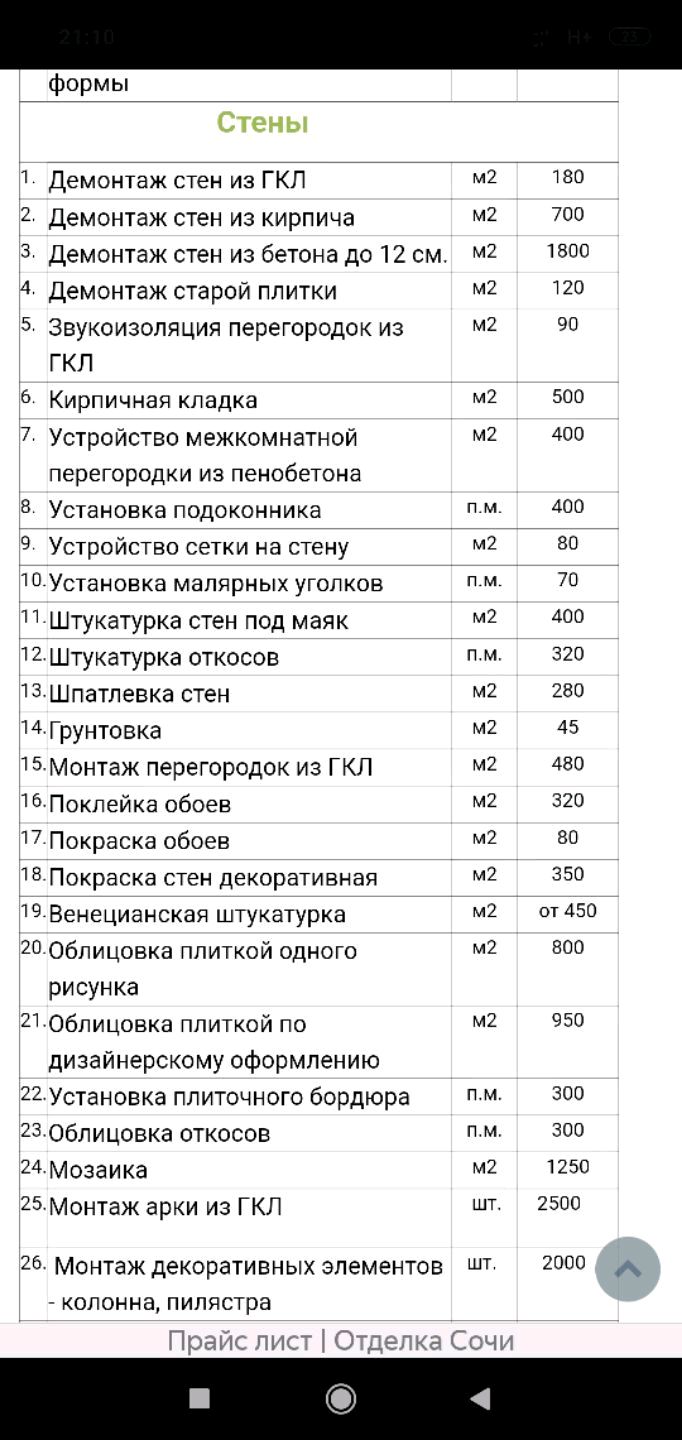 21:10 H+ 23
формы
Стены
1. Демонтаж стен из ГКЛ м2 180
2. Демонтаж стен из кирпича м2 700
3. Демонтаж стен из бетона до 12 см. м2 1800
4. Демонтаж старой плитки м2 120
5. Звукоизоляция перегородок из м2 90
ГКЛ
6. Кирпичная кладка м2 500
7. Устройство межкомнатной м2 400
перегородки из пенобетона
8. Установка подоконника п.м. 400
9. Устройство сетки на стену м2 80
10. Установка малярных уголков п.м. 70
11. Штукатурка стен под маяк м2 400
12. Штукатурка откосов п.м. 320
13. Шпатлевка стен м2 280
14. Грунтовка м2 45
15. Монтаж перегородок из ГКЛ м2 480
16. Поклейка обоев м2 320
17. Покраска обоев м2 80
18. Покраска стен декоративная м2 350
19. Венецианская штукатурка м2 от 450
20. Облицовка плиткой одного м2 800
рисунка
21. Облицовка плиткой по м2 950
дизайнерскому оформлению
22. Установка плиточного бордюра п.м. 300
23. Облицовка откосов п.м. 300
24. Мозаика м2 1250
25. Монтаж арки из ГКЛ шт. 2500
26. Монтаж декоративных элементов шт. 2000
- колонна, пилястра
Прайс лист | Отделка Сочи